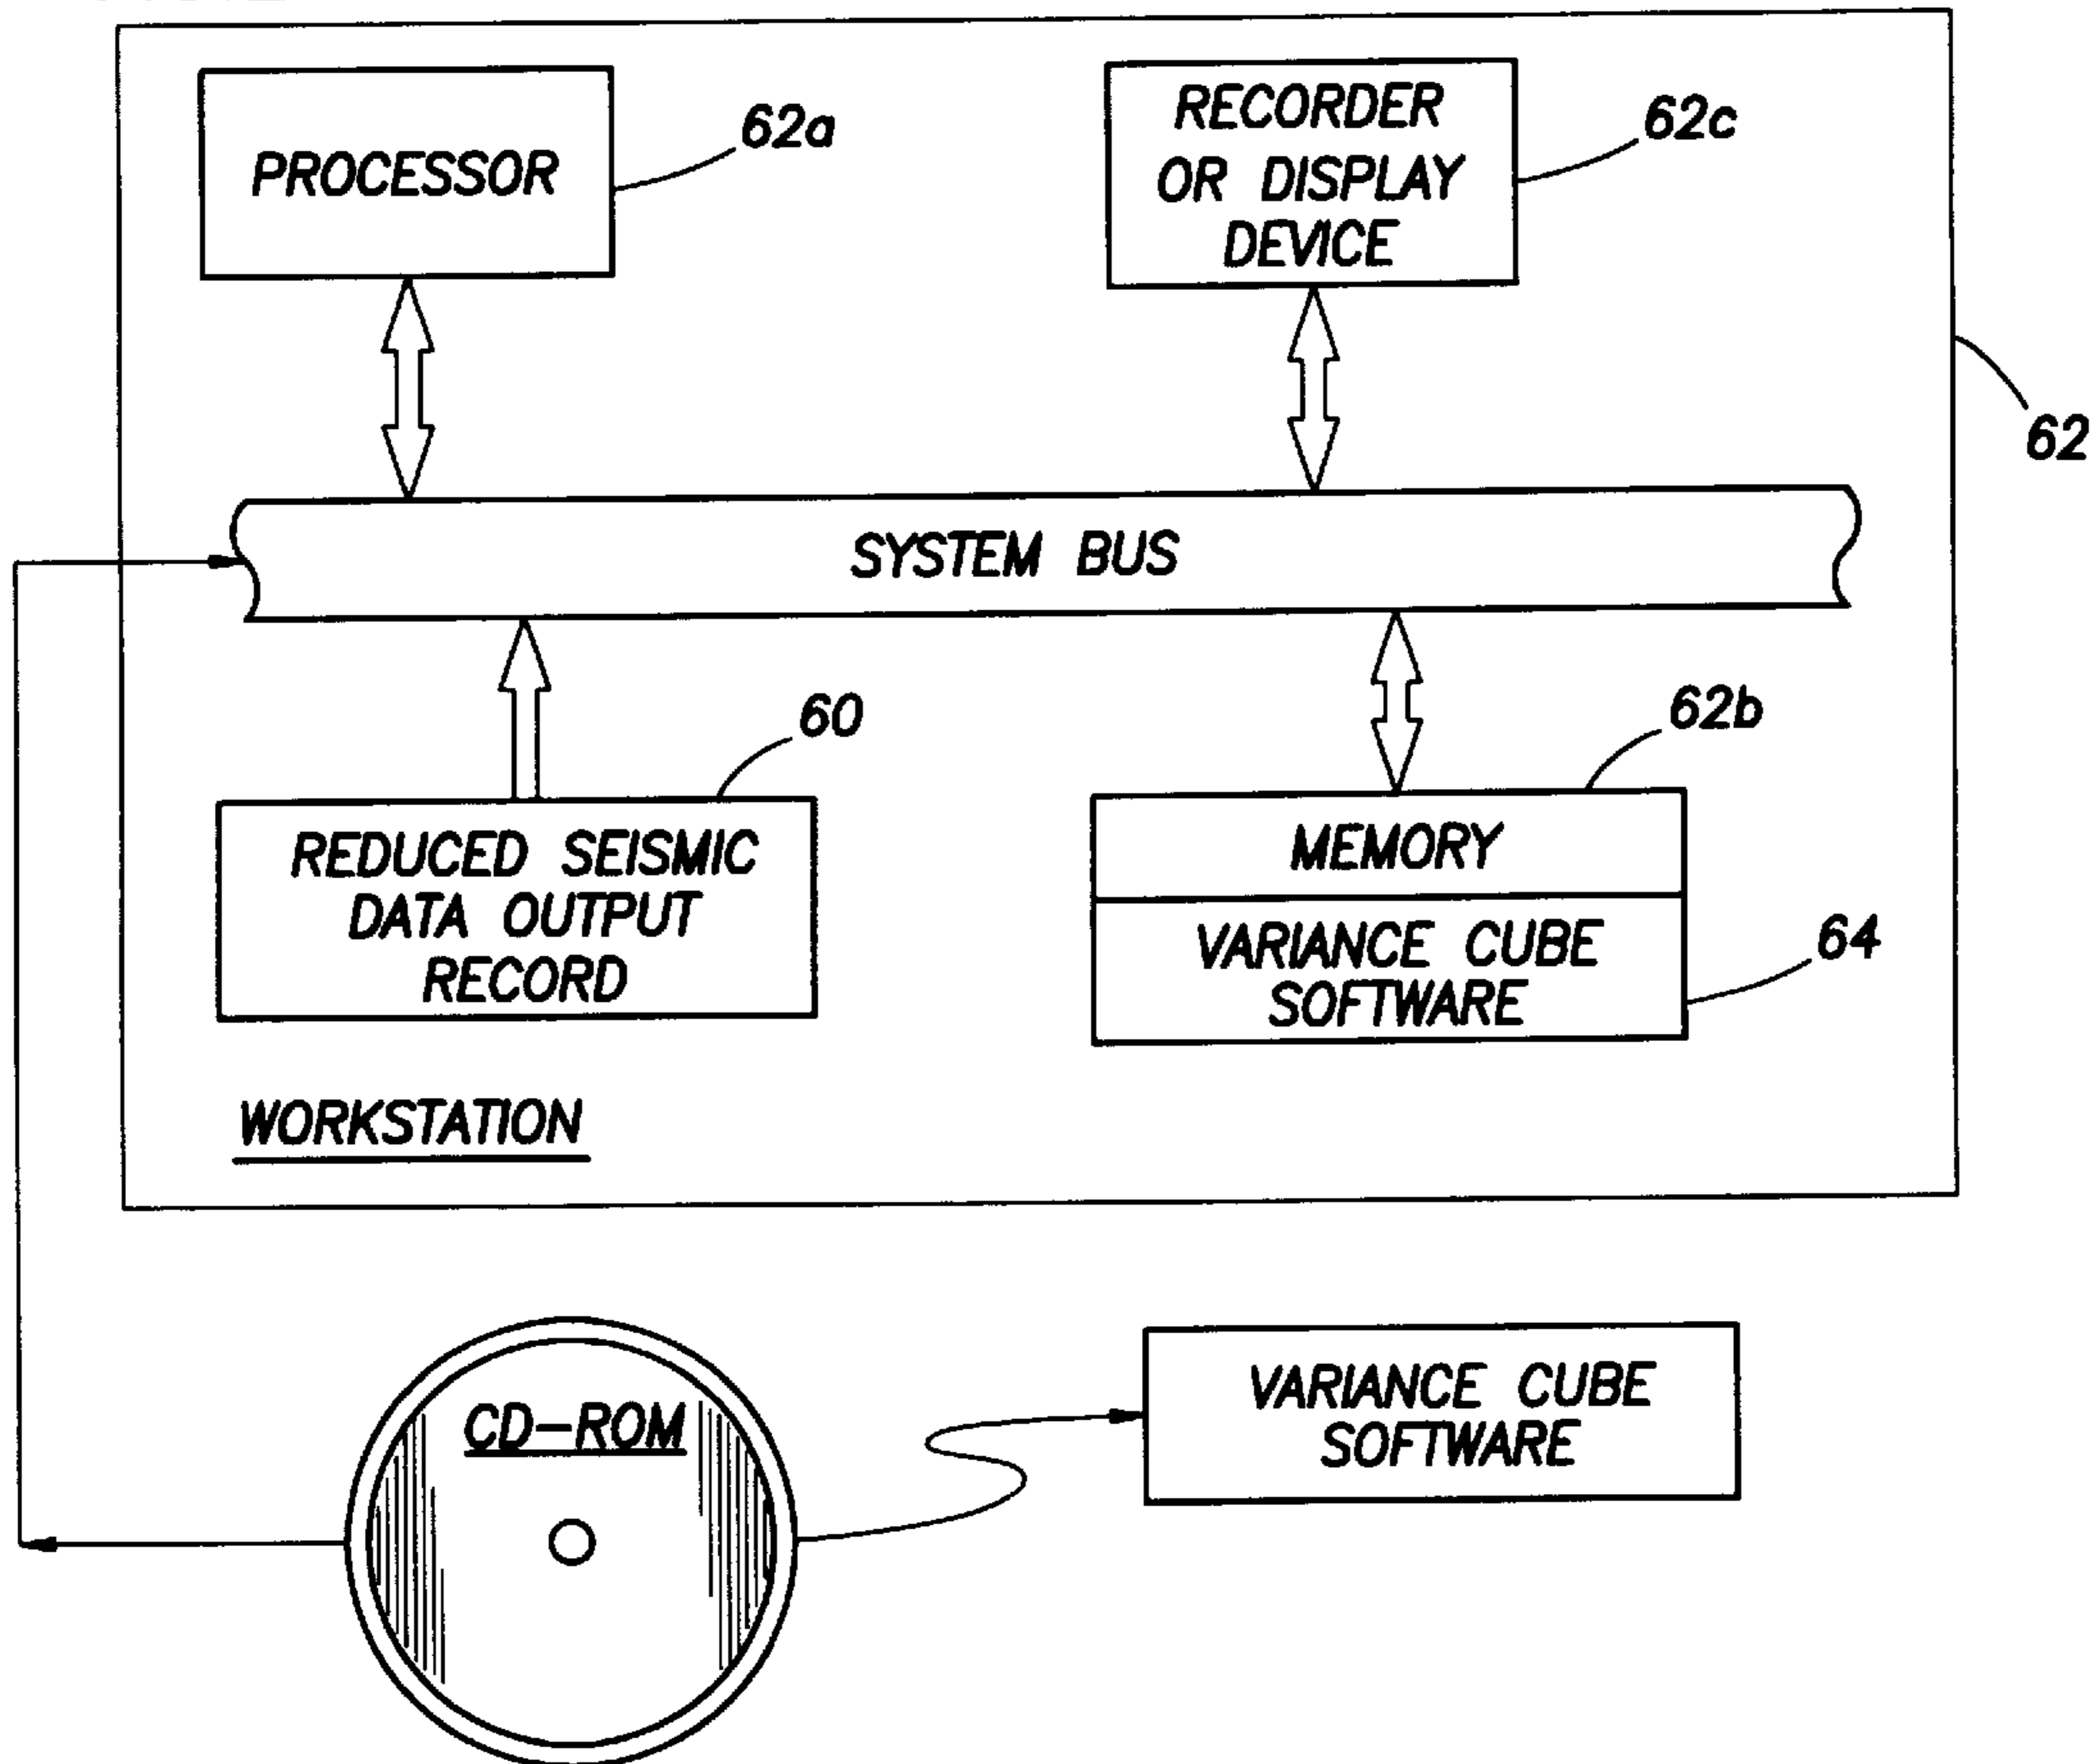 PROCESSOR
62a
RECORDER
OR DISPLAY
DEVICE
62c
62
SYSTEM BUS
60
REDUCED SEISMIC
DATA OUTPUT
RECORD
62b
MEMORY
VARIANCE CUBE
SOFTWARE
64
WORKSTATION
CD-ROM
VARIANCE CUBE
SOFTWARE